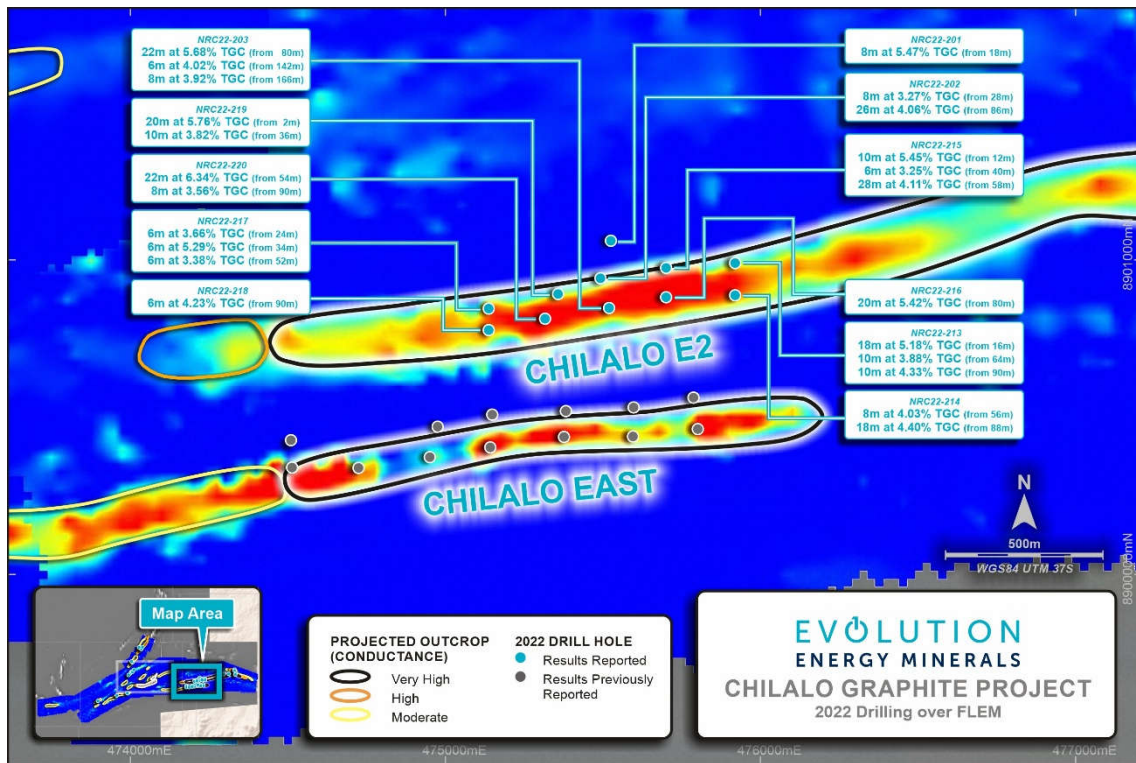 NRC22-203
22m at 5.68% TGC (from 80m)
6m at 4.02% TGC (from 142m)
8m at 3.92% TGC (from 166m)
NRC22-219
20m at 5.76% TGC (from 2m)
10m at 3.82% TGC (from 36m)
NRC22-220
22m at 6.34% TGC (from 54m)
8m at 3.56% TGC (from 90m)
NRC22-217
6m at 3.66% TGC (from 24m)
6m at 5.29% TGC (from 34m)
6m at 3.38% TGC (from 52m)
NRC22-218
6m at 4.23% TGC (from 90m)
NRC22-201
8m at 5.47% TGC (from 18m)
NRC22-202
8m at 3.27% TGC (from 28m)
26m at 4.06% TGC (from 86m)
NRC22-215
10m at 5.45% TGC (from 12m)
6m at 3.25% TGC (from 40m)
28m at 4.11% TGC (from 58m)
NRC22-216
20m at 5.42% TGC (from 80m)
NRC22-213
18m at 5.18% TGC (from 16m)
10m at 3.88% TGC (from 64m)
10m at 4.33% TGC (from 90m)
NRC22-214
8m at 4.03% TGC (from 56m)
18m at 4.40% TGC (from 88m)
CHILALO E2
CHILALO EAST
8901000mN
8900000mN
N
500m
WGS84 UTM 37S
Map Area
PROJECTED OUTCROP
(CONDUCTANCE)
Very High
High
Moderate
2022 DRILL HOLE
Results Reported
Results Previously
Reported
EVOLUTION
ENERGY MINERALS
CHILALO GRAPHITE PROJECT
2022 Drilling over FLEM
474000mE
475000mE
476000mE
477000mE